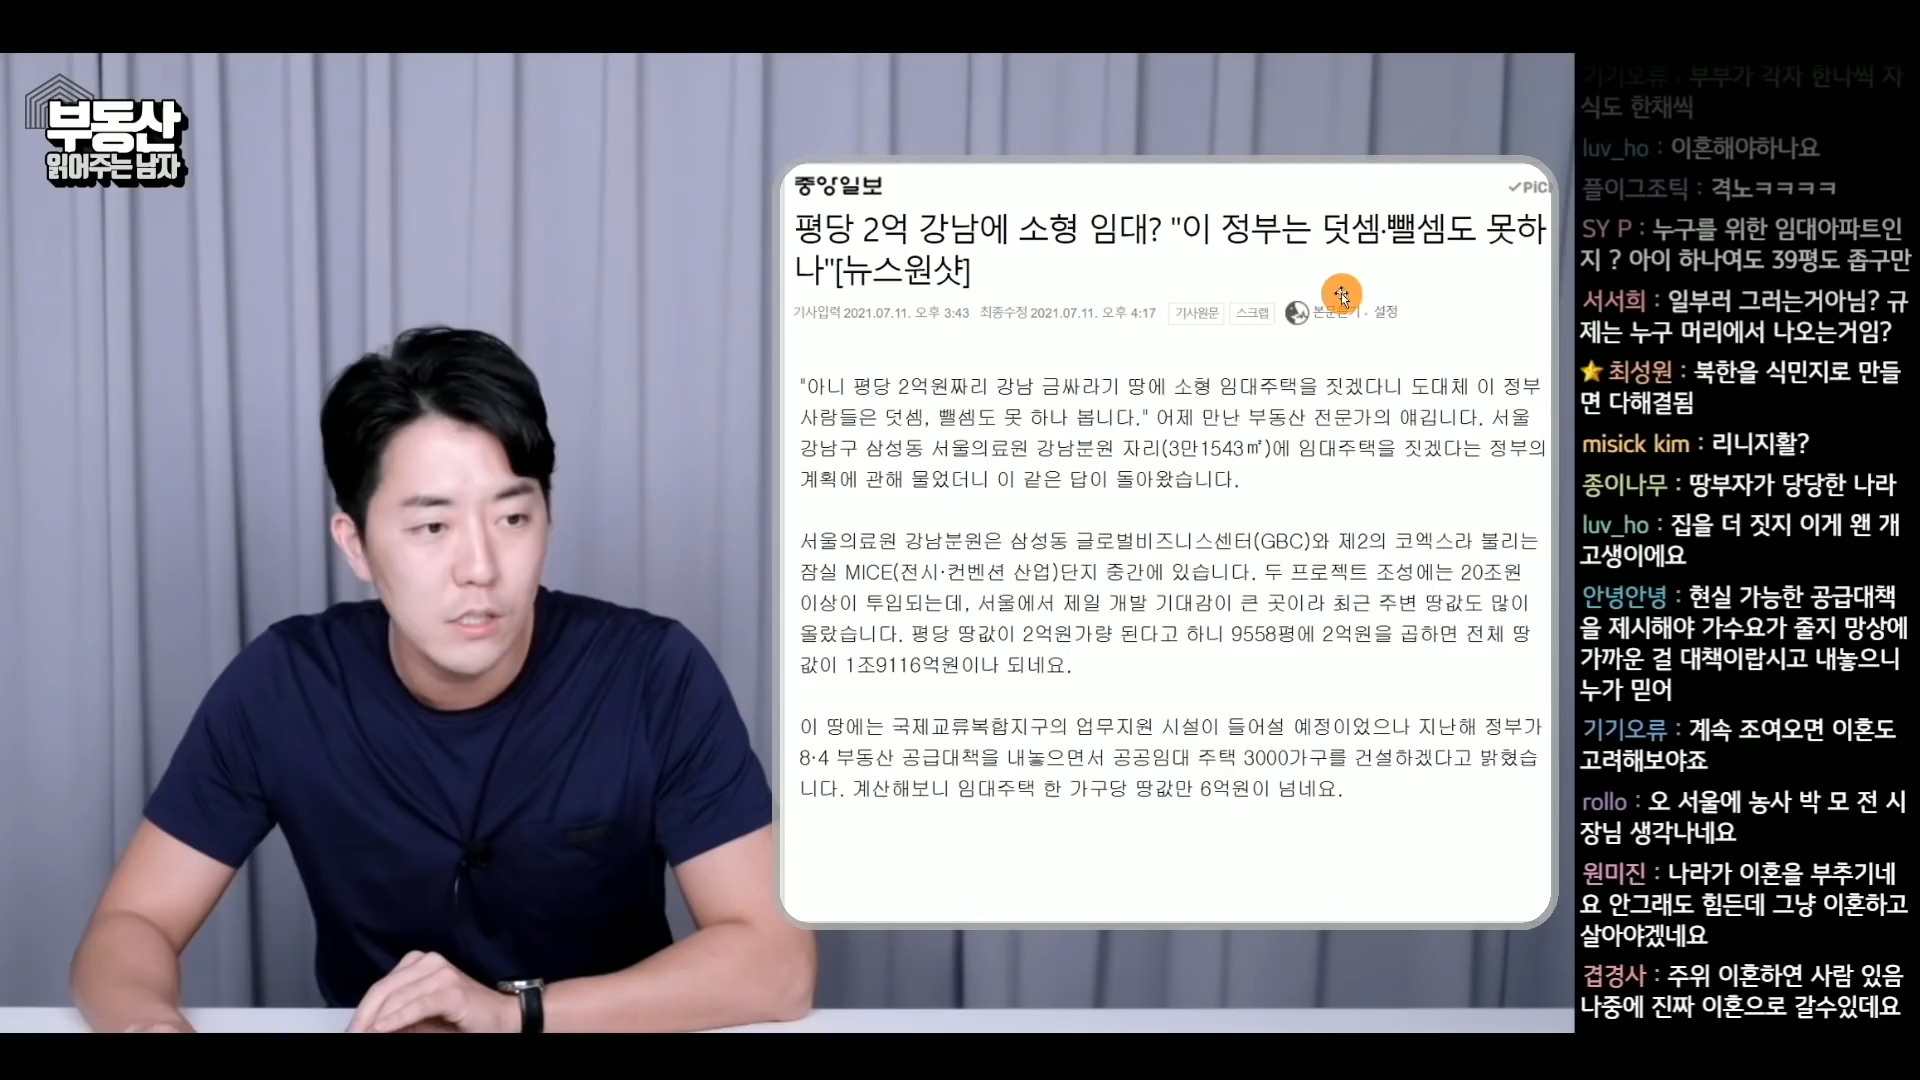 부동산
읽어주는 남자
중앙일보
✓PiCK
평당 2억 강남에 소형 임대? "이 정부는 덧셈·뺄셈도 못하
나"[뉴스원샷]
기사입력 2021.07.11. 오후 3:43 최종수정 2021.07.11. 오후 4:17 기사원문 스크랩 본문듣기 · 설정
"아니 평당 2억원짜리 강남 금싸라기 땅에 소형 임대주택을 짓겠다니 도대체 이 정부
사람들은 덧셈, 뺄셈도 못 하나 봅니다." 어제 만난 부동산 전문가의 얘깁니다. 서울
강남구 삼성동 서울의료원 강남분원 자리(3만1543㎡)에 임대주택을 짓겠다는 정부의
계획에 관해 물었더니 이 같은 답이 돌아왔습니다.
서울의료원 강남분원은 삼성동 글로벌비즈니스센터(GBC)와 제2의 코엑스라 불리는
잠실 MICE(전시·컨벤션 산업)단지 중간에 있습니다. 두 프로젝트 조성에는 20조원
이상이 투입되는데, 서울에서 제일 개발 기대감이 큰 곳이라 최근 주변 땅값도 많이
올랐습니다. 평당 땅값이 2억원가량 된다고 하니 9558평에 2억원을 곱하면 전체 땅
값이 1조9116억원이나 되네요.
이 땅에는 국제교류복합지구의 업무지원 시설이 들어설 예정이었으나 지난해 정부가
8·4 부동산 공급대책을 내놓으면서 공공임대 주택 3000가구를 건설하겠다고 밝혔습
니다. 계산해보니 임대주택 한 가구당 땅값만 6억원이 넘네요.
기기오류 : 부부가 각자 한나씩 자
식도 한채씩
luv_ho : 이혼해야하나요
플이그조틱 : 격노ㅋㅋㅋㅋ
SY P : 누구를 위한 임대아파트인
지 ? 아이 하나여도 39평도 좁구만
서서희 : 일부러 그러는거아님? 규
제는 누구 머리에서 나오는거임?
최성원 : 북한을 식민지로 만들
면 다해결됨
misick kim : 리니지활?
종이나무 : 땅부자가 당당한 나라
luv_ho : 집을 더 짓지 이게 왠 개
고생이에요
안녕안녕 : 현실 가능한 공급대책
을 제시해야 가수요가 줄지 망상에
가까운 걸 대책이랍시고 내놓으니
누가 믿어
기기오류 : 계속 조여오면 이혼도
고려해보야죠
rollo : 오 서울에 농사 박 모 전 시
장님 생각나네요
원미진 : 나라가 이혼을 부추기네
요 안그래도 힘든데 그냥 이혼하고
살아야겠네요
겹경사 : 주위 이혼하연 사람 있음
나중에 진짜 이혼으로 갈수있데요